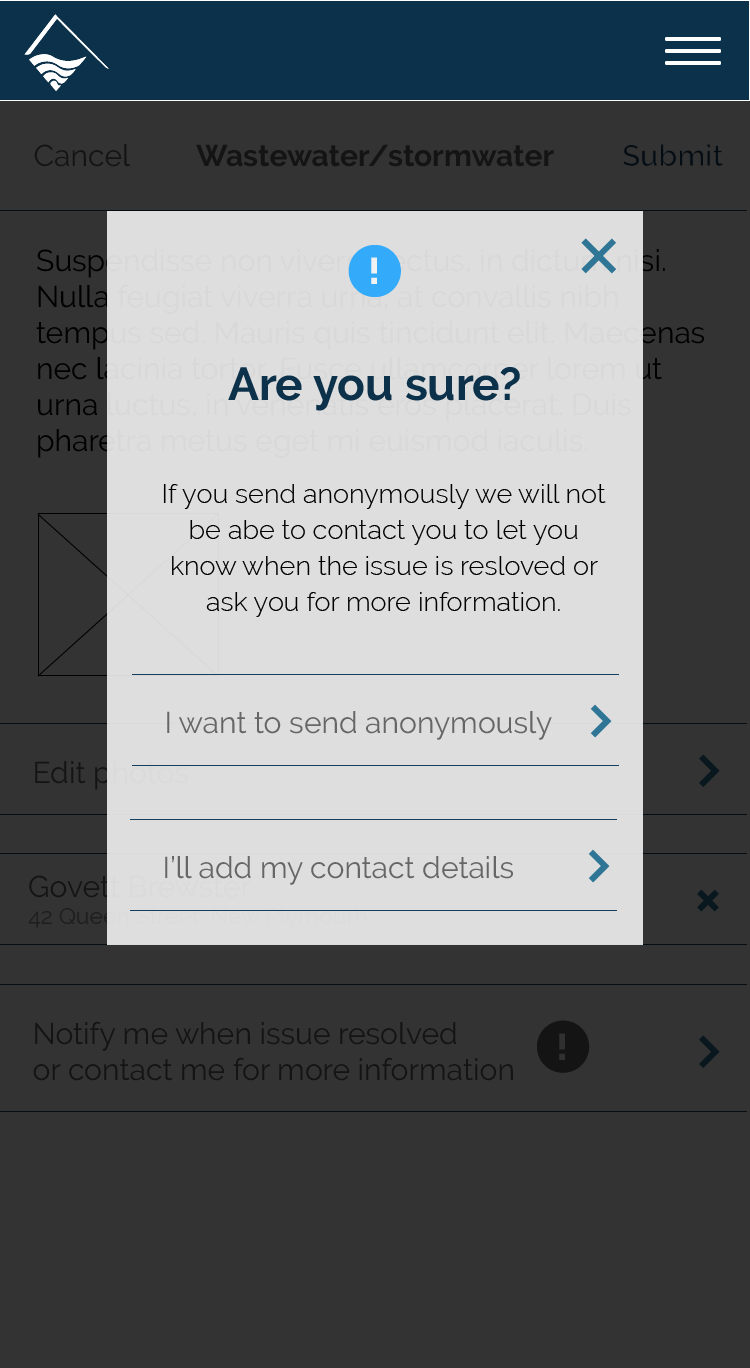 Cancel
Wastewater/stormwater
Submit
Suspendisse non viverra lectus, in dictum nisi.
Nulla feugiat viverra urna, at convallis nibh
tempus sed. Mauris quis tincidunt elit. Maecenas
nec lacinia tortor. Fusce ullamcorper lorem ut
urna luctus, in venenatis eros placerat. Duis
pharetra metus eget mi euismod iaculis.
Are you sure?
If you send anonymously we will not
be abe to contact you to let you
know when the issue is resloved or
ask you for more information.
I want to send anonymously
Edit photos
I'll add my contact details
Govett Brewster
42 Queen Street, New Plymouth
Notify me when issue resolved
or contact me for more information